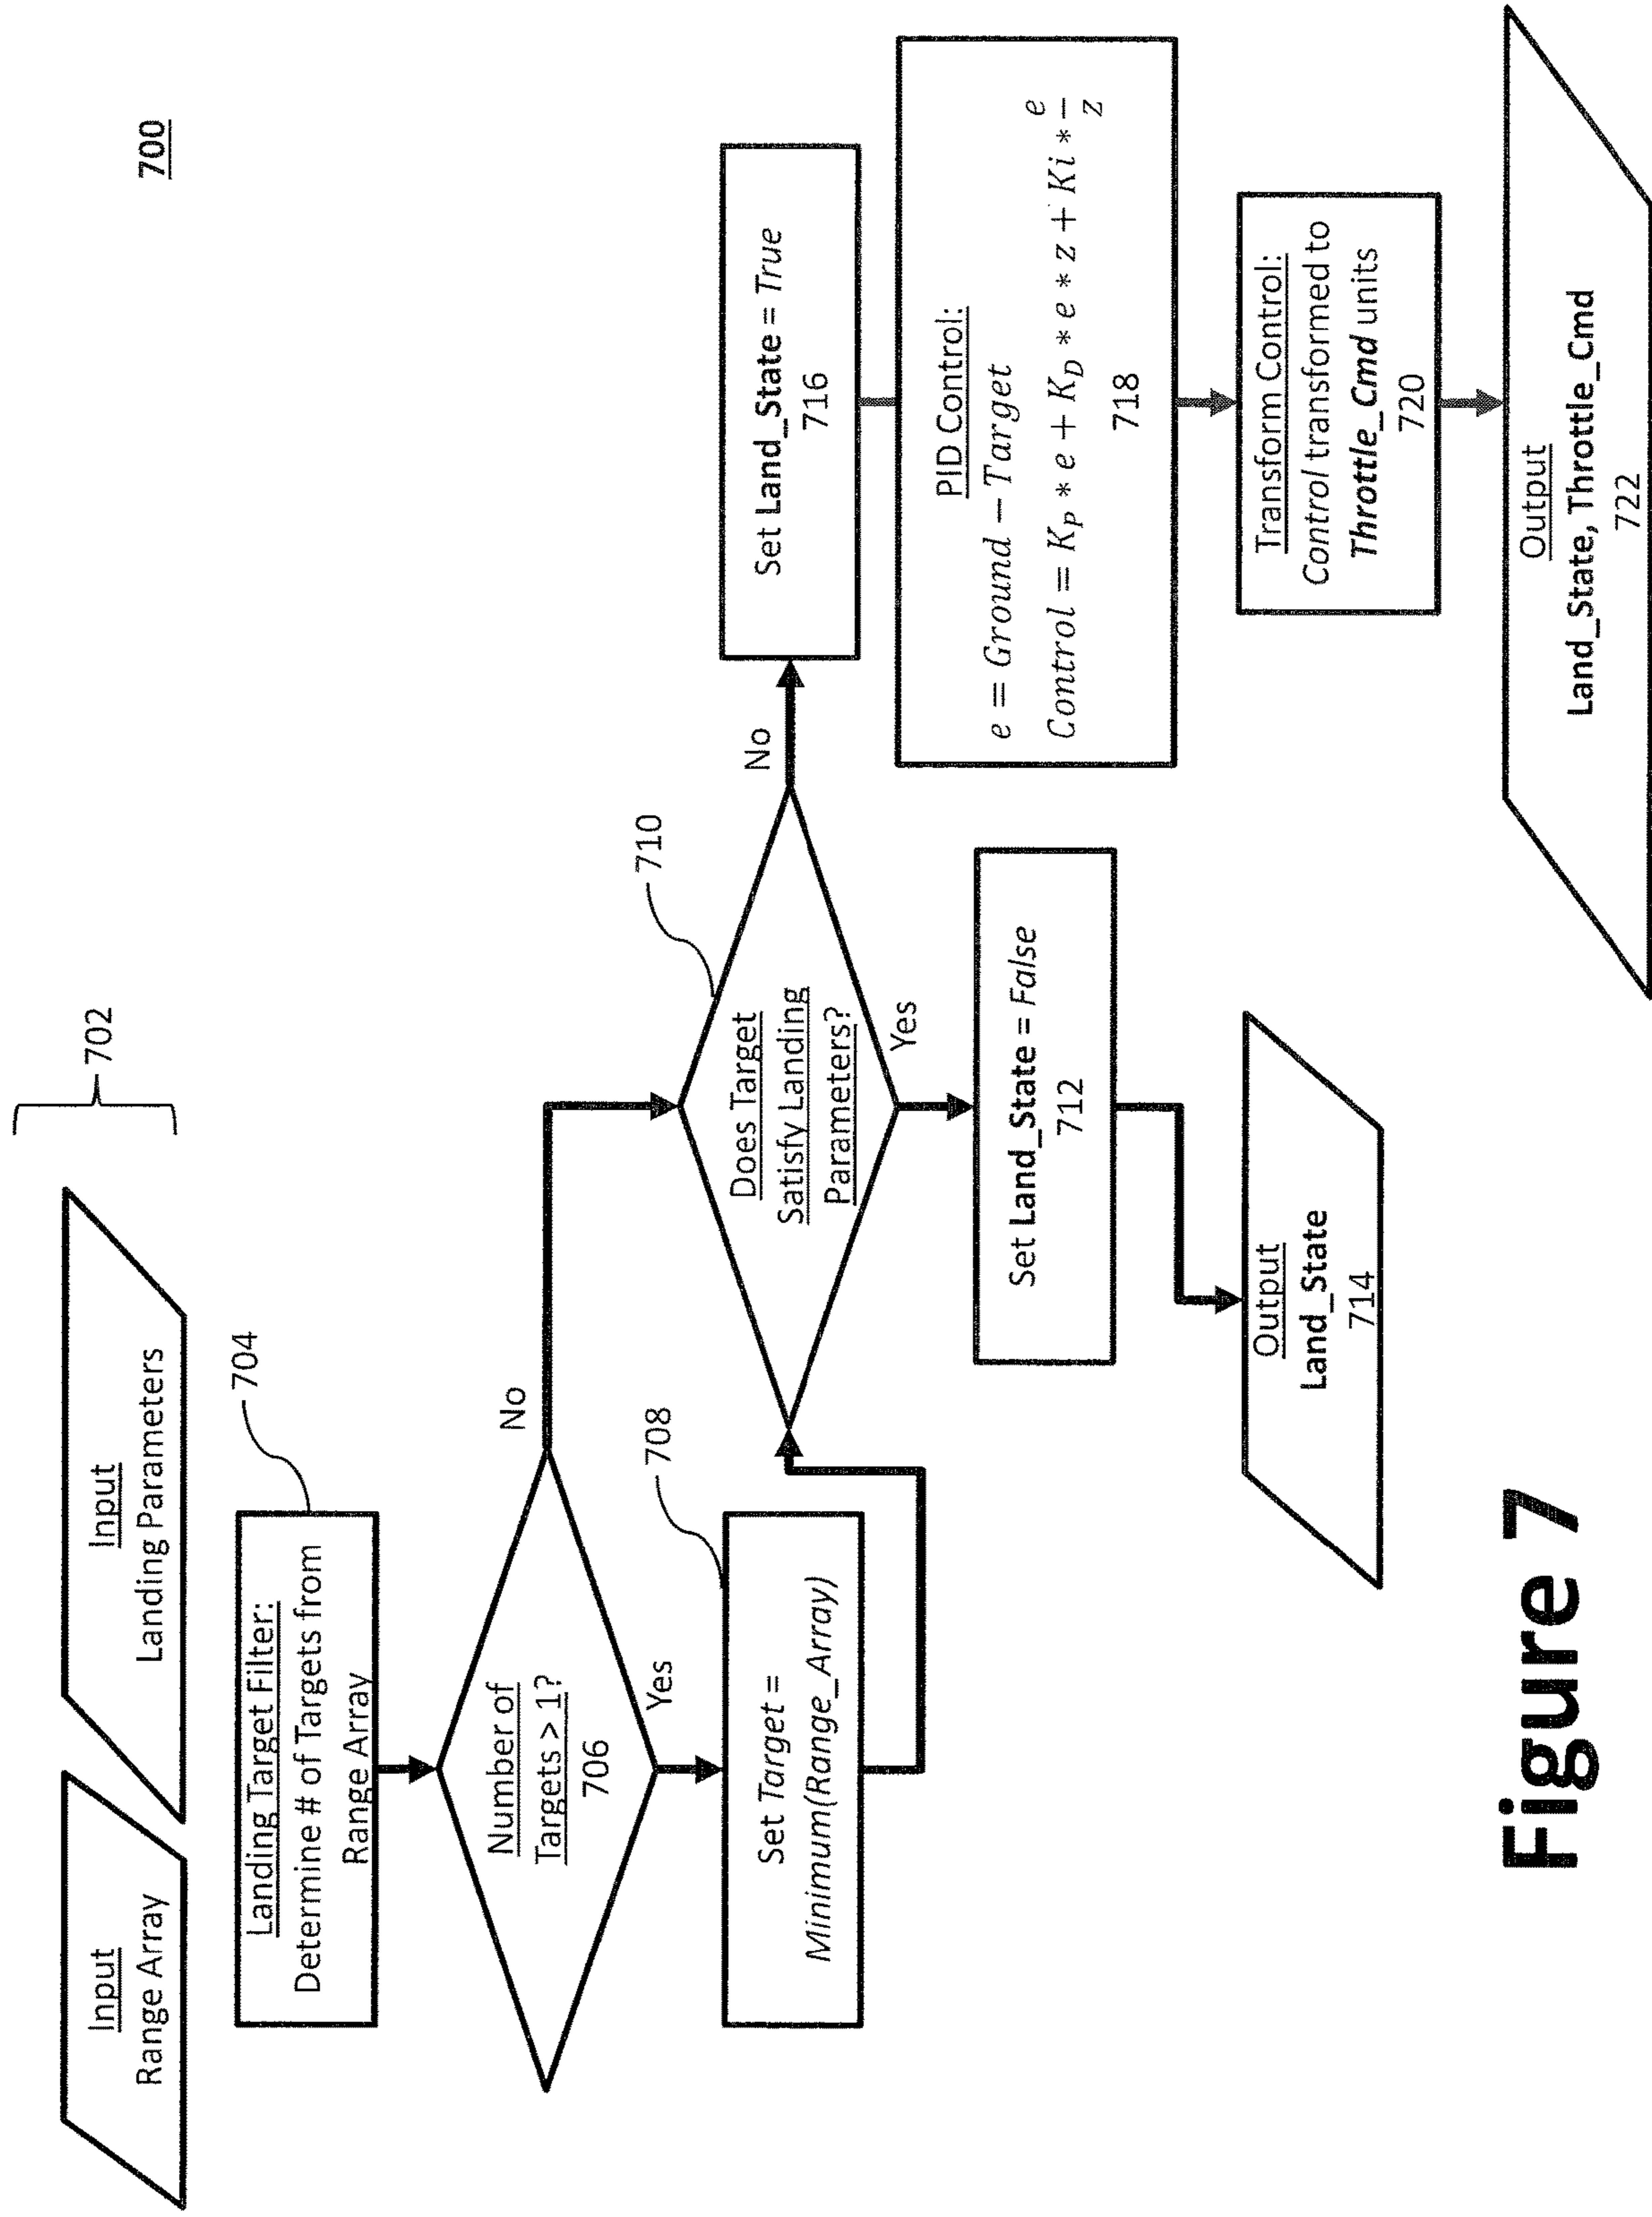 700
702
Input
Range Array
Input
Landing Parameters
704
Landing Target Filter:
Determine # of Targets from
Range Array
Number of
Targets > 1?
706
No
Yes
708
Set Target =
Minimum(Range_Array)
710
Does Target
Satisfy Landing
Parameters?
No
Yes
Set Land_State = False
712
Output
Land_State
714
Set Land_State = True
716
PID Control:
e = Ground − Target
Control = K_P * e + K_D * e * z + Ki * e/z
718
Transform Control:
Control transformed to
Throttle_Cmd units
720
Output
Land_State, Throttle_Cmd
722
Figure 7